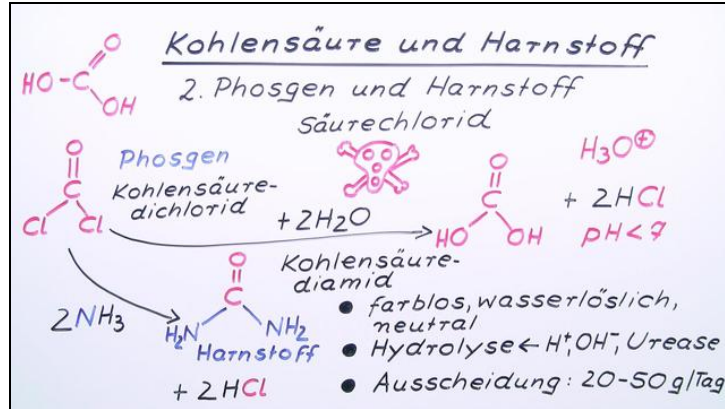 Kohlensäure und Harnstoff
2. Phosgen und Harnstoff
Säurechlorid
O
HO-C
OH
O
C
Cl Cl
Phosgen
Kohlensäure-
dichlorid
+2H₂O
O
C
HO OH
H₃O⊕
+ 2HCl
pH<7
2NH₃
Kohlensäure-
diamid
O
C
H₂N NH₂
Harnstoff
+ 2HCl
● farblos, wasserlöslich,
neutral
● Hydrolyse ← H⁺, OH⁻, Urease
● Ausscheidung: 20-50g/Tag